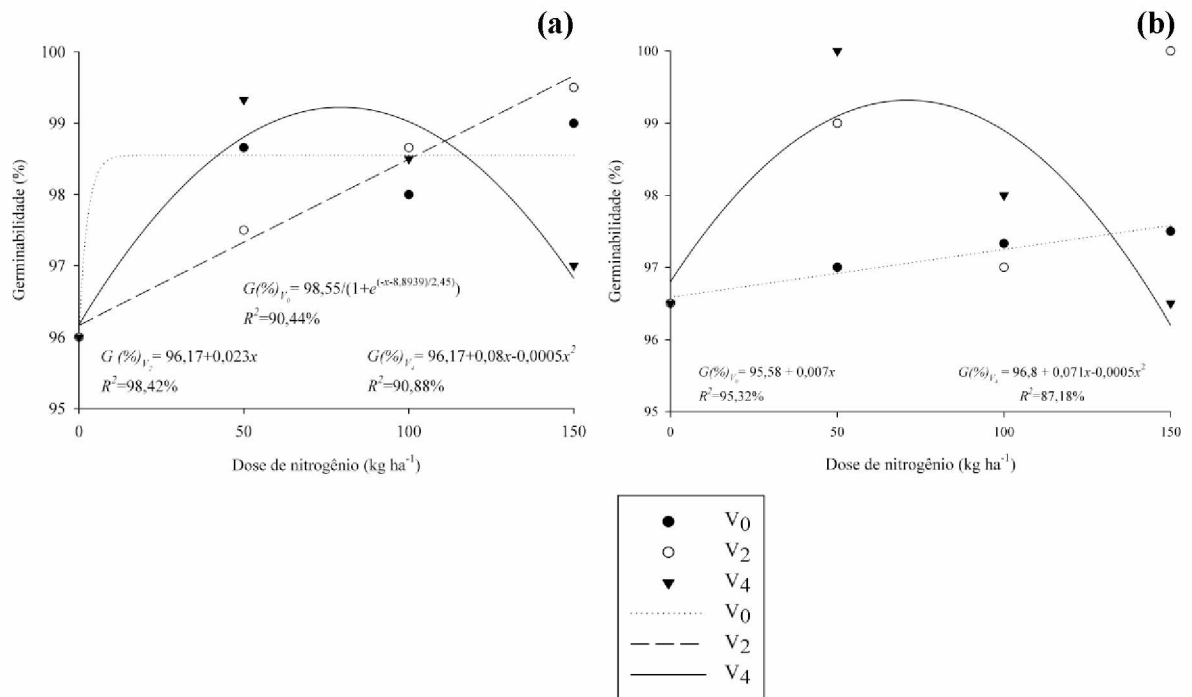 (a)
Germinabilidade (%)
100
99
98
97
96
95
G(%)V0= 98,55/(1+e(-x-8,8939)/2,45))
R2=90,44%
G (%)V2= 96,17+0,023x
R2=98,42%
G(%)V4= 96,17+0,08x-0,0005x2
R2=90,88%
0 50 100 150
Dose de nitrogênio (kg ha-1)
(b)
Germinabilidade (%)
100
99
98
97
96
95
G(%)V0= 95,58 + 0,007x
R2=95,32%
G(%)V4= 96,8 + 0,071x-0,0005x2
R2=87,18%
0 50 100 150
Dose de nitrogênio (kg ha-1)
V0
V2
V4
V0
V2
V4